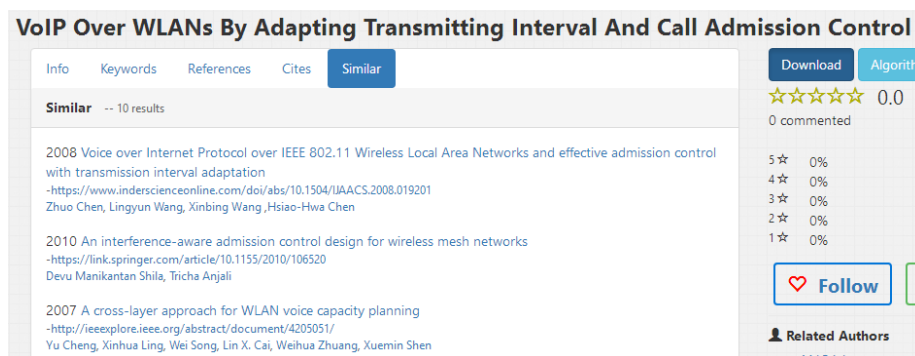 VoIP Over WLANs By Adapting Transmitting Interval And Call Admission Control
Info Keywords References Cites Similar
Similar -- 10 results
2008 Voice over Internet Protocol over IEEE 802.11 Wireless Local Area Networks and effective admission control
with transmission interval adaptation
-https://www.inderscienceonline.com/doi/abs/10.1504/IJAACS.2008.019201
Zhuo Chen, Lingyun Wang, Xinbing Wang ,Hsiao-Hwa Chen
2010 An interference-aware admission control design for wireless mesh networks
-https://link.springer.com/article/10.1155/2010/106520
Devu Manikantan Shila, Tricha Anjali
2007 A cross-layer approach for WLAN voice capacity planning
-http://ieeexplore.ieee.org/abstract/document/4205051/
Yu Cheng, Xinhua Ling, Wei Song, Lin X. Cai, Weihua Zhuang, Xuemin Shen
Download Algorith
☆☆☆☆☆ 0.0
0 commented
5☆ 0%
4☆ 0%
3☆ 0%
2☆ 0%
1☆ 0%
Follow
Related Authors